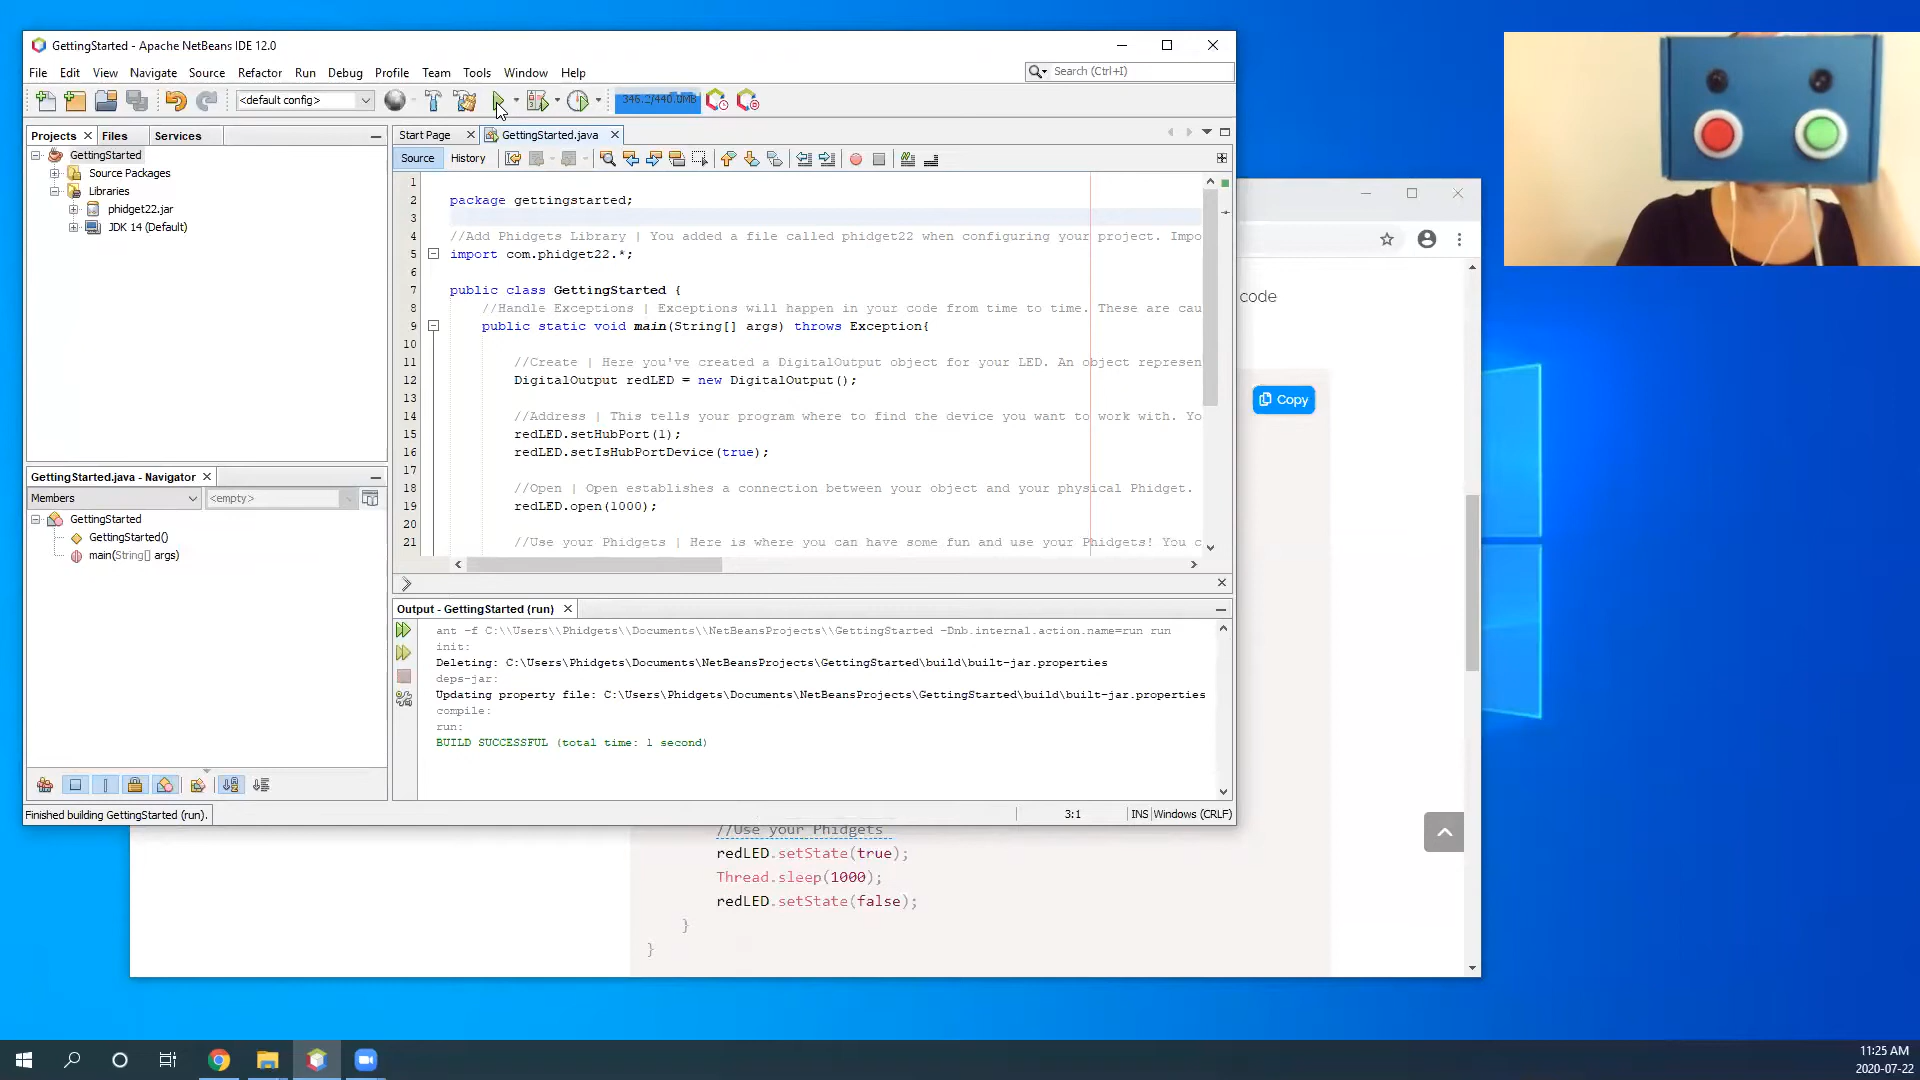 GettingStarted - Apache NetBeans IDE 12.0
File Edit View Navigate Source Refactor Run Debug Profile Team Tools Window Help
Search (Ctrl+I)
<default config>
346.2/440.0MB
Projects Files Services
Start Page GettingStarted.java
Source History
GettingStarted
Source Packages
Libraries
phidget22.jar
JDK 14 (Default)
1
2 package gettingstarted;
3
4 //Add Phidgets Library | You added a file called phidget22 when configuring your project. Impo
5 import com.phidget22.*;
6
7 public class GettingStarted {
8 //Handle Exceptions | Exceptions will happen in your code from time to time. These are cau
9 public static void main(String[] args) throws Exception{
10
11 //Create | Here you've created a DigitalOutput object for your LED. An object represen
12 DigitalOutput redLED = new DigitalOutput();
13
14 //Address | This tells your program where to find the device you want to work with. Yo
15 redLED.setHubPort(1);
16 redLED.setIsHubPortDevice(true);
17
18 //Open | Open establishes a connection between your object and your physical Phidget.
19 redLED.open(1000);
20
21 //Use your Phidgets | Here is where you can have some fun and use your Phidgets! You c
GettingStarted.java - Navigator
Members <empty>
GettingStarted
GettingStarted()
main(String[] args)
Output - GettingStarted (run)
ant -f C:\\Users\\Phidgets\\Documents\\NetBeansProjects\\GettingStarted -Dnb.internal.action.name=run run
init:
Deleting: C:\Users\Phidgets\Documents\NetBeansProjects\GettingStarted\build\built-jar.properties
deps-jar:
Updating property file: C:\Users\Phidgets\Documents\NetBeansProjects\GettingStarted\build\built-jar.properties
compile:
run:
BUILD SUCCESSFUL (total time: 1 second)
Finished building GettingStarted (run).
3:1 INS Windows (CRLF)
code
Copy
//Use your Phidgets
redLED.setState(true);
Thread.sleep(1000);
redLED.setState(false);
}
}
11:25 AM
2020-07-22